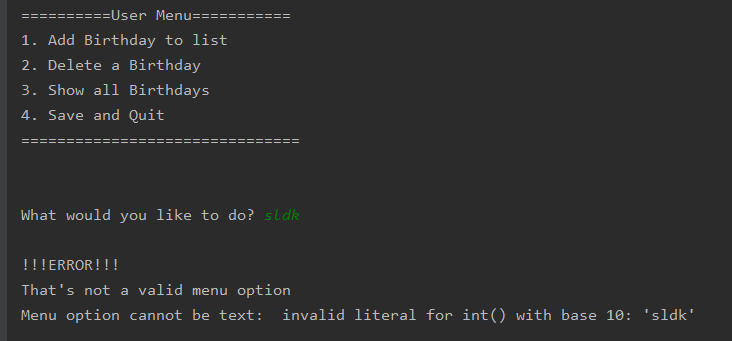 ==========User Menu===========
1. Add Birthday to list
2. Delete a Birthday
3. Show all Birthdays
4. Save and Quit
===============================
What would you like to do? sldk
!!!ERROR!!!
That's not a valid menu option
Menu option cannot be text:  invalid literal for int() with base 10: 'sldk'